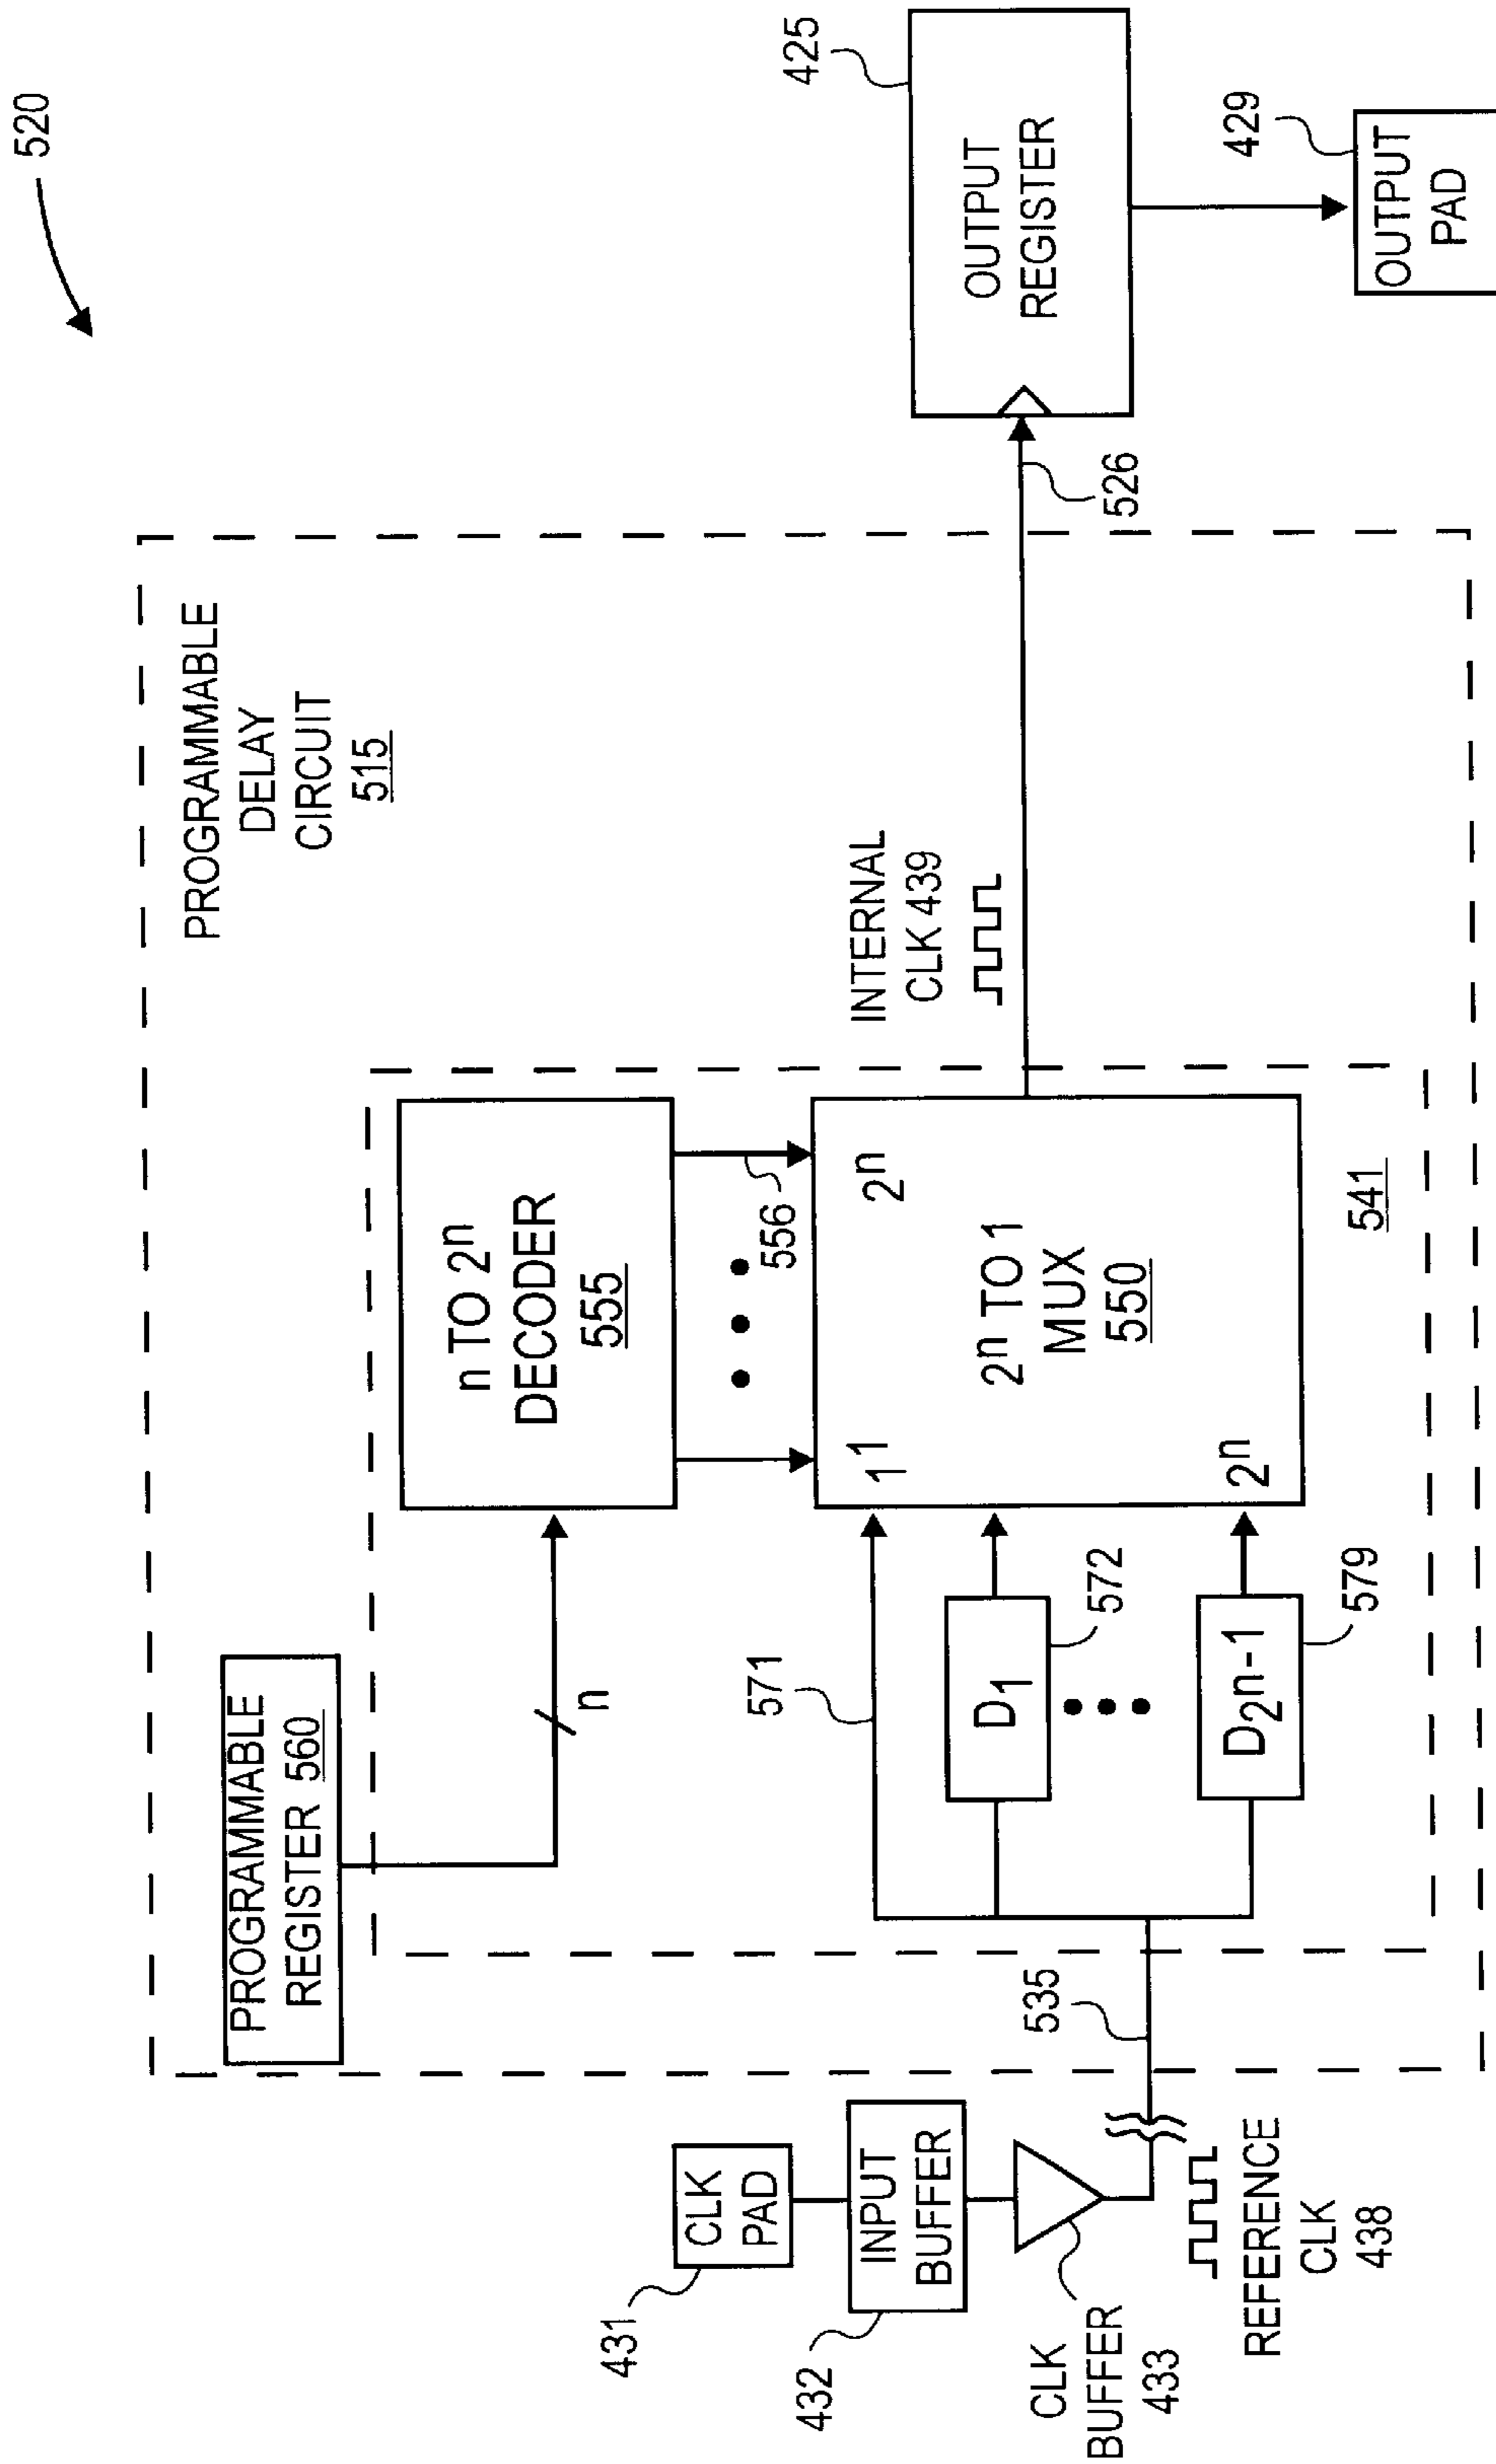 520
PROGRAMMABLE
DELAY
CIRCUIT
515
PROGRAMMABLE
REGISTER 560
n
n TO 2ⁿ
DECODER
555
556
1
1
2ⁿ
2ⁿ TO 1
MUX
550
2ⁿ
541
571
D₁
572
D₂ⁿ-1
579
535
CLK
PAD
431
INPUT
BUFFER
432
CLK
BUFFER
433
REFERENCE
CLK
438
INTERNAL
CLK 439
526
OUTPUT
REGISTER
425
OUTPUT
PAD
429